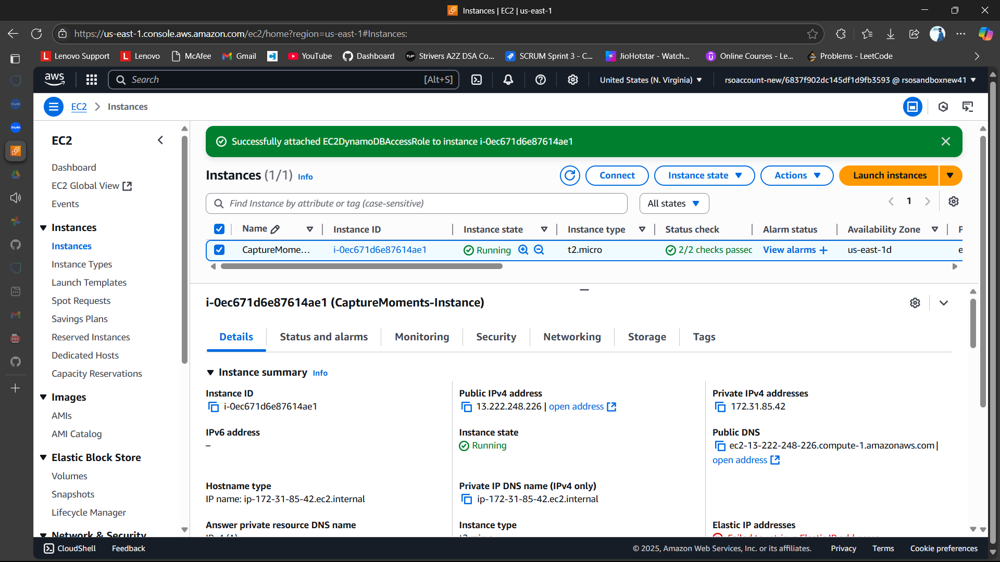 Instances | EC2 | us-east-1
https://us-east-1.console.aws.amazon.com/ec2/home?region=us-east-1#Instances:
Lenovo Support
Lenovo
McAfee
Gmail
YouTube
Dashboard
Strivers A2Z DSA Co...
SCRUM Sprint 3 - C...
JioHotstar - Watch...
Online Courses - Le...
Problems - LeetCode
aws
Search
[Alt+S]
United States (N. Virginia)
rsoaccount-new/6837f902dc145df1d9fb3593 @ rsosandboxnew41
EC2
Instances
EC2
Dashboard
EC2 Global View
Events
Instances
Instances
Instance Types
Launch Templates
Spot Requests
Savings Plans
Reserved Instances
Dedicated Hosts
Capacity Reservations
Images
AMIs
AMI Catalog
Elastic Block Store
Volumes
Snapshots
Lifecycle Manager
Network & Security
Successfully attached EC2DynamoDBAccessRole to instance i-0ec671d6e87614ae1
Instances (1/1) Info
Connect
Instance state
Actions
Launch instances
Find Instance by attribute or tag (case-sensitive)
All states
1
Name
Instance ID
Instance state
Instance type
Status check
Alarm status
Availability Zone
P
CaptureMome...
i-0ec671d6e87614ae1
Running
t2.micro
2/2 checks passec
View alarms +
us-east-1d
e
i-0ec671d6e87614ae1 (CaptureMoments-Instance)
Details
Status and alarms
Monitoring
Security
Networking
Storage
Tags
Instance summary Info
Instance ID
i-0ec671d6e87614ae1
Public IPv4 address
13.222.248.226 | open address
Private IPv4 addresses
172.31.85.42
IPv6 address
–
Instance state
Running
Public DNS
ec2-13-222-248-226.compute-1.amazonaws.com |
open address
Hostname type
IP name: ip-172-31-85-42.ec2.internal
Private IP DNS name (IPv4 only)
ip-172-31-85-42.ec2.internal
Answer private resource DNS name
IPv4 (A)
Instance type
t2.micro
Elastic IP addresses
Failed to retrieve Elastic IP addresses
CloudShell
Feedback
© 2025, Amazon Web Services, Inc. or its affiliates.
Privacy
Terms
Cookie preferences